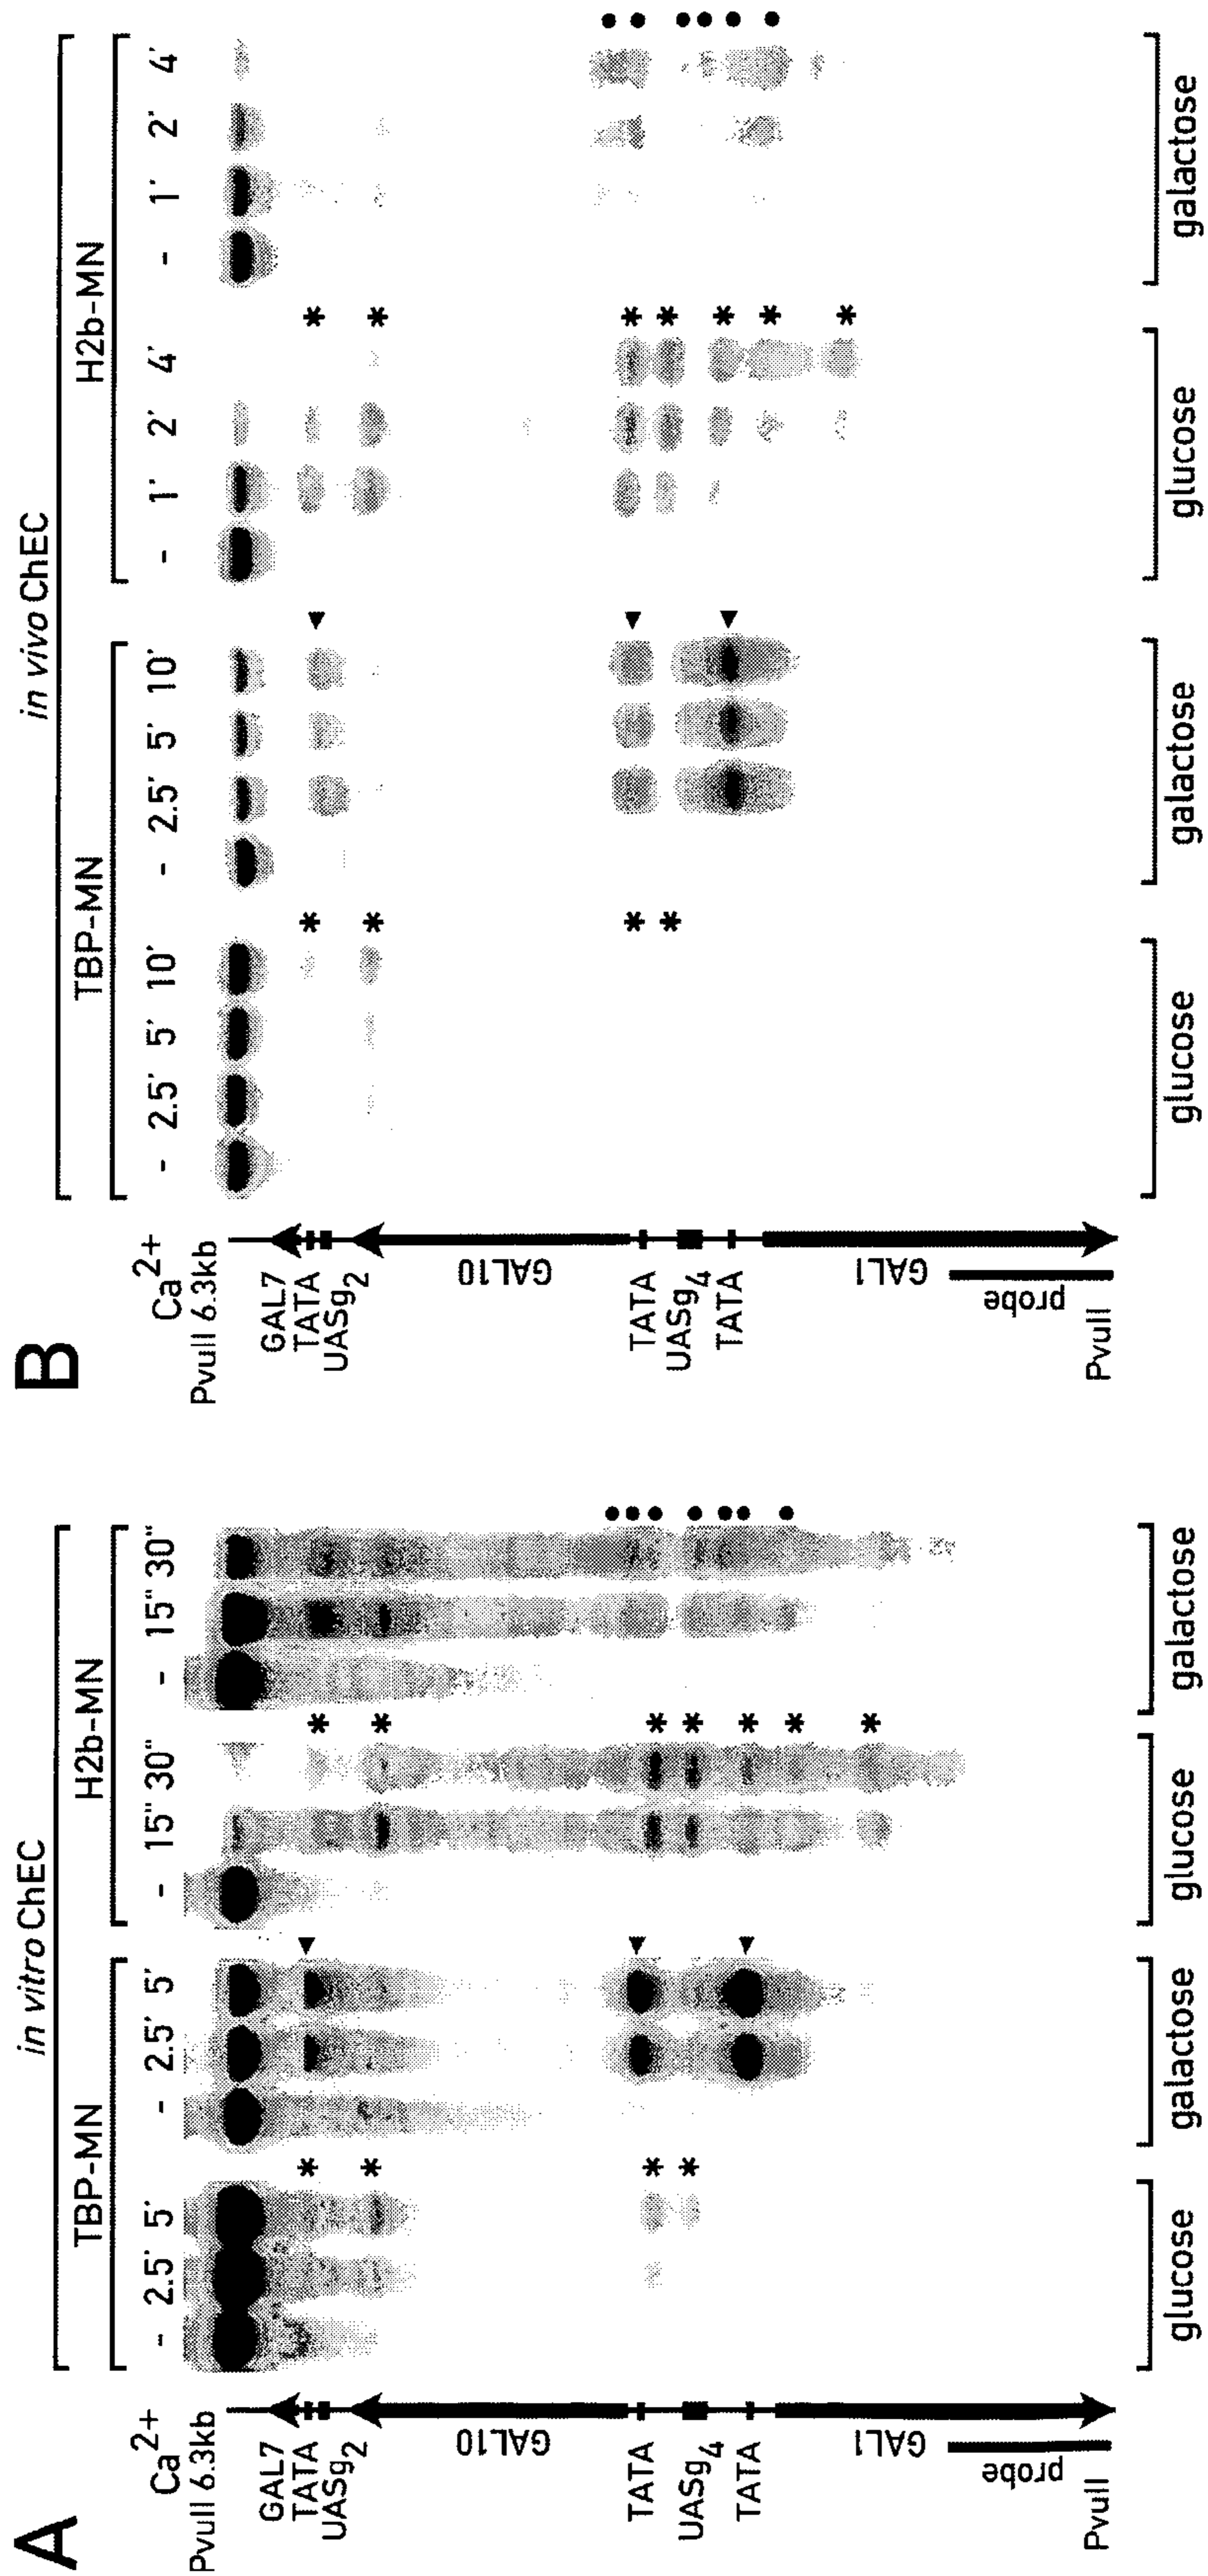 A
in vitro ChEC
TBP-MN H2b-MN
Ca2+ - 2.5' 5' - 2.5' 5' - 15" 30" - 15" 30"
PvuII 6.3kb
GAL7
TATA
UASg2
GAL10
TATA
UASg4
TATA
GAL1
probe
PvuII
glucose galactose glucose galactose
B
in vivo ChEC
TBP-MN H2b-MN
Ca2+ - 2.5' 5' 10' - 2.5' 5' 10' - 1' 2' 4' - 1' 2' 4'
PvuII 6.3kb
GAL7
TATA
UASg2
GAL10
TATA
UASg4
TATA
GAL1
probe
PvuII
glucose galactose glucose galactose